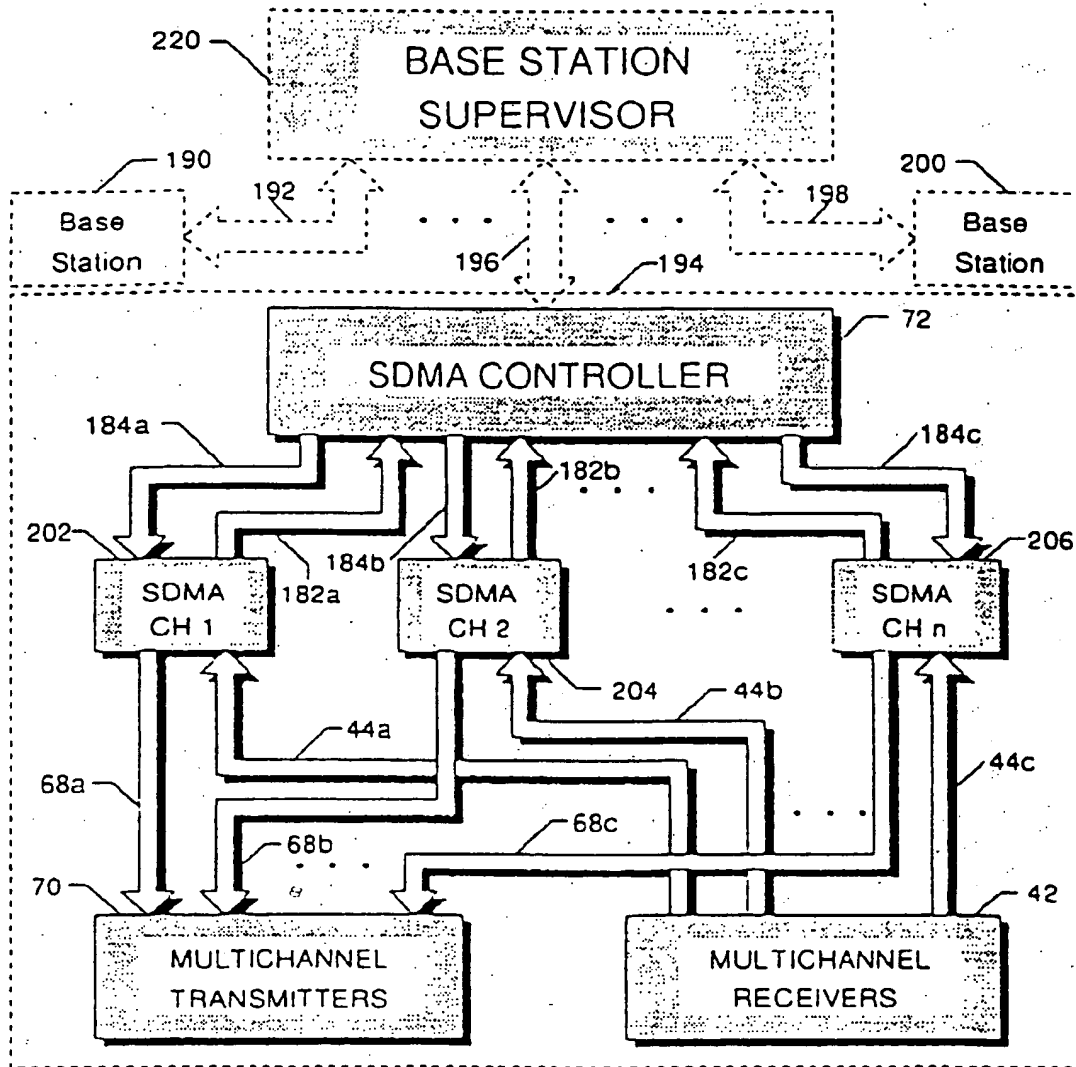 220
BASE STATION
SUPERVISOR
190
200
Base
Station
192
198
Base
Station
196
194
72
SDMA CONTROLLER
184a
184c
182b
202
206
184b
182a
182c
SDMA
CH 1
SDMA
CH 2
SDMA
CH n
204
44b
44a
44c
68a
68c
68b
70
42
MULTICHANNEL
TRANSMITTERS
MULTICHANNEL
RECEIVERS